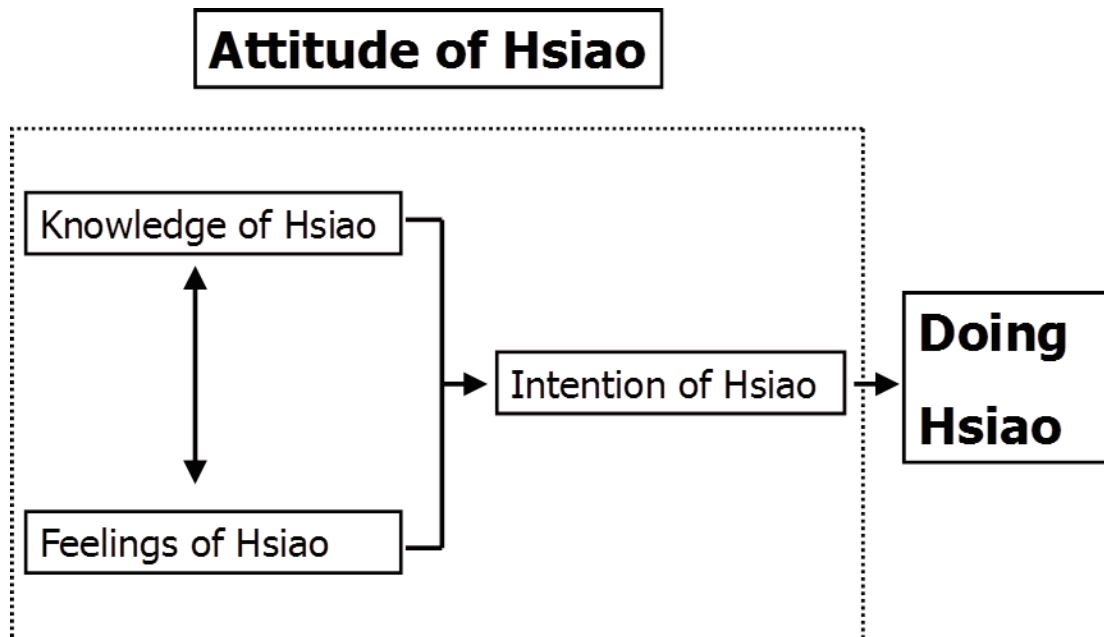 Attitude of Hsiao
Knowledge of Hsiao
Feelings of Hsiao
Intention of Hsiao
Doing
Hsiao